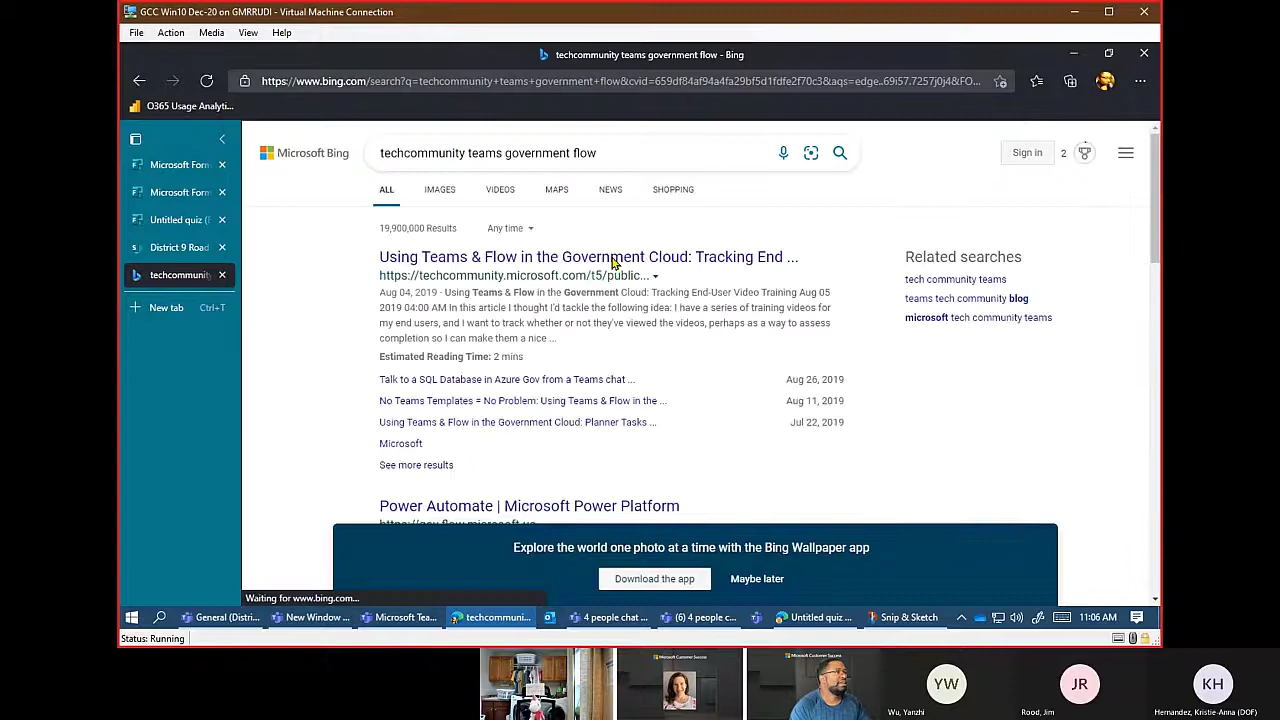 GCC Win10 Dec-20 on GMRRUDI - Virtual Machine Connection
File Action Media View Help
techcommunity teams government flow - Bing
https://www.bing.com/search?q=techcommunity+teams+government+flow&cvid=659df84af94a4fa29bf5d1fdfe2f70c3&aqs=edge..69i57.7257j0j4&FO...
O365 Usage Analyti...
Microsoft Form
Microsoft Form
Untitled quiz (
District 9 Road
techcommunity
New tab Ctrl+T
Microsoft Bing
techcommunity teams government flow
Sign in 2
ALL IMAGES VIDEOS MAPS NEWS SHOPPING
19,900,000 Results Any time
Using Teams & Flow in the Government Cloud: Tracking End ...
https://techcommunity.microsoft.com/t5/public...
Aug 04, 2019 · Using Teams & Flow in the Government Cloud: Tracking End-User Video Training Aug 05
2019 04:00 AM In this article I thought I'd tackle the following idea: I have a series of training videos for
my end users, and I want to track whether or not they've viewed the videos, perhaps as a way to assess
completion so I can make them a nice ...
Estimated Reading Time: 2 mins
Talk to a SQL Database in Azure Gov from a Teams chat ... Aug 26, 2019
No Teams Templates = No Problem: Using Teams & Flow in the ... Aug 11, 2019
Using Teams & Flow in the Government Cloud: Planner Tasks ... Jul 22, 2019
Microsoft
See more results
Related searches
tech community teams
teams tech community blog
microsoft tech community teams
Power Automate | Microsoft Power Platform
Explore the world one photo at a time with the Bing Wallpaper app
Download the app Maybe later
Waiting for www.bing.com...
General (Distri... New Window ... Microsoft Tea... techcommuni... 4 people chat ... (6) 4 people c... Untitled quiz ... Snip & Sketch 11:06 AM
Status: Running
Microsoft Customer Success
Microsoft Customer Success
YW JR KH
Wu, Yanzhi Rood, Jim Hernandez, Kristie-Anna (DOF)